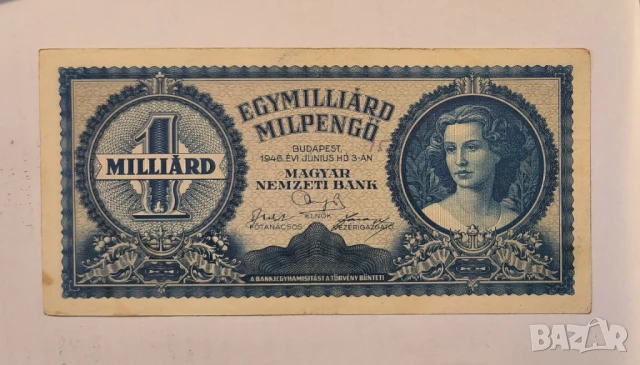 EGYMILLIÁRD
MILPENGŐ
BUDAPEST,
1946. ÉVI JUNIUS HÓ 3-ÁN
MAGYAR
NEMZETI BANK
1
MILLIÁRD
ELNÖK
FŐTANÁCSOS
VEZÉRIGAZGATÓ
A BANKJEGYHAMISÍTÁST A TÖRVÉNY BÜNTETI
BAZAR